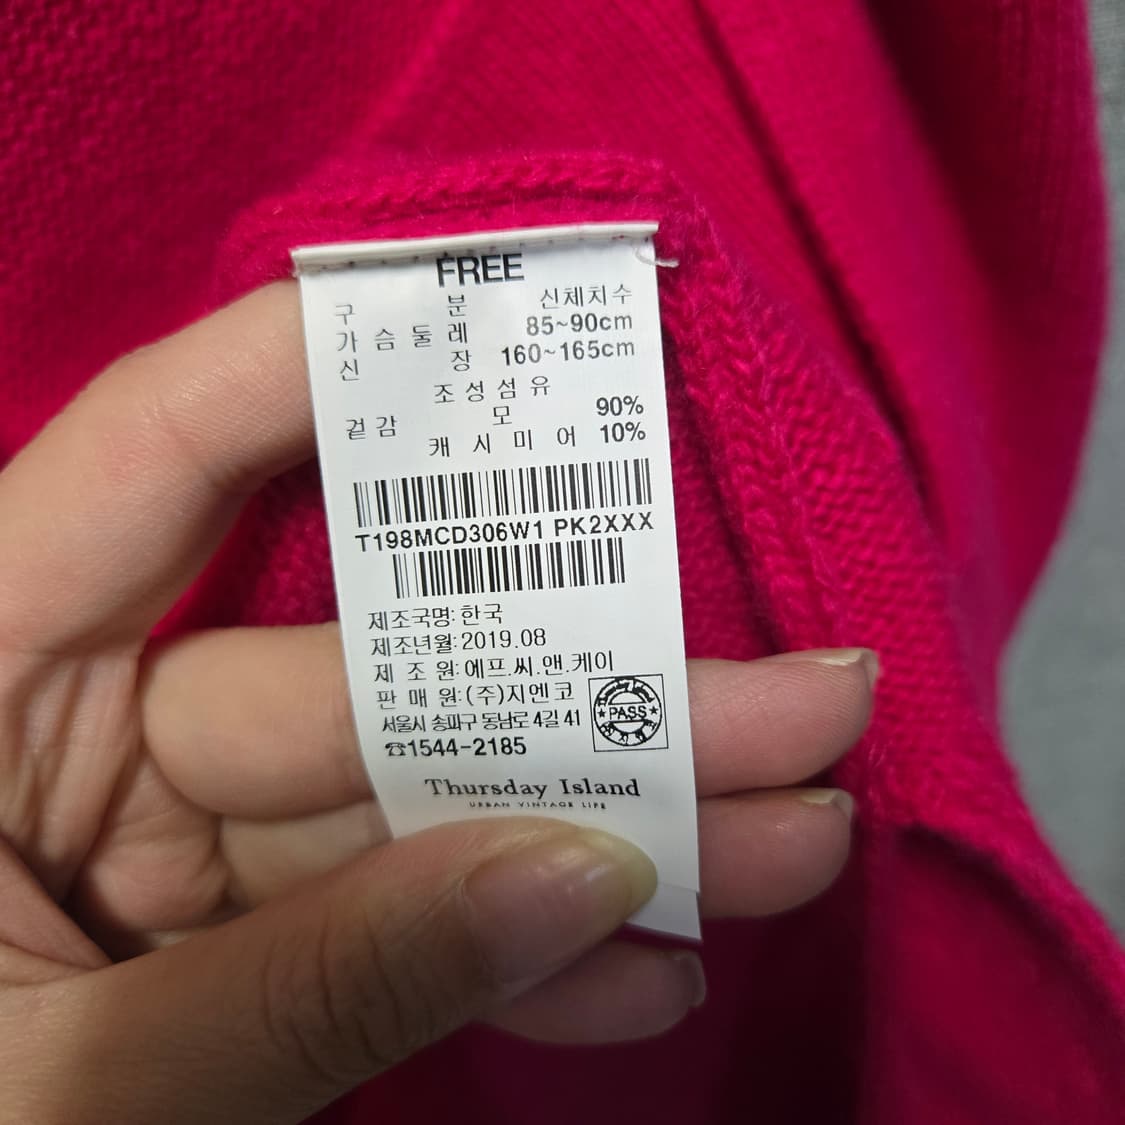 FREE
구 분 신체치수
가 슴 둘 레 85~90cm
신 장 160~165cm
조 성 섬 유
겉 감 모 90%
캐 시 미 어 10%
T198MCD306W1 PK2XXX
제조국명: 한국
제조년월: 2019.08
제 조 원: 에프.씨.앤.케이
판 매 원: (주)지엔코
서울시 송파구 동남로 4길 41
☎1544-2185
PASS
Thursday Island
URBAN VINTAGE LIFE